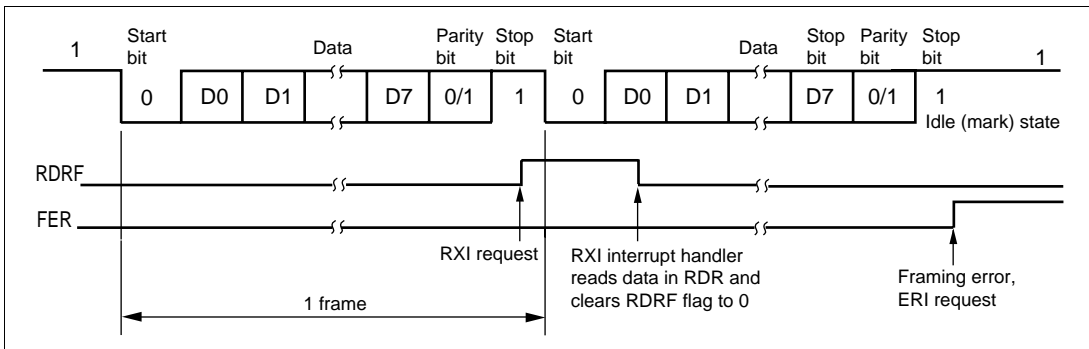 1
Start bit
Data
Parity bit
Stop bit
Start bit
Data
Stop bit
Parity bit
Stop bit
1
0
D0
D1
D7
0/1
1
0
D0
D1
D7
0/1
1
Idle (mark) state
RDRF
FER
RXI request
RXI interrupt handler
reads data in RDR and
clears RDRF flag to 0
Framing error,
ERI request
1 frame